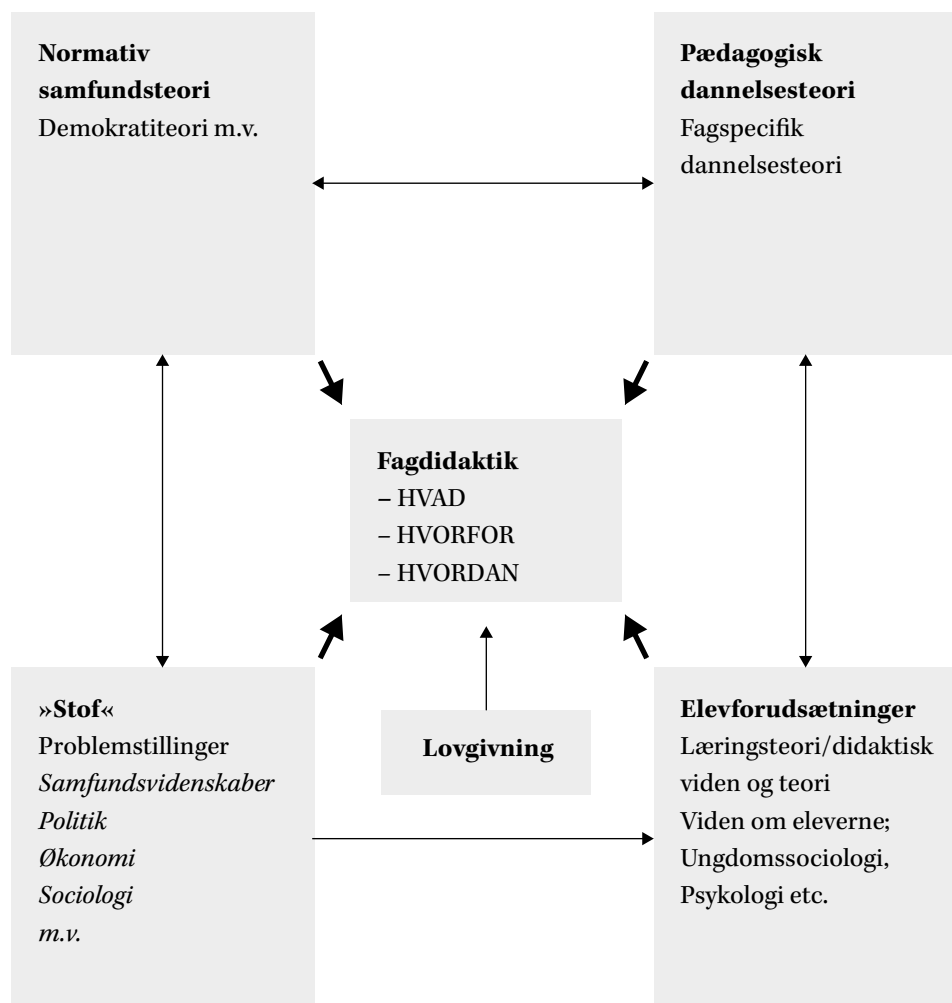 Normativ
samfundsteori
Demokratiteori m.v.
Pædagogisk
dannelsesteori
Fagspecifik
dannelsesteori
Fagdidaktik
– HVAD
– HVORFOR
– HVORDAN
»Stof«
Problemstillinger
Samfundsvidenskaber
Politik
Økonomi
Sociologi
m.v.
Lovgivning
Elevforudsætninger
Læringsteori/didaktisk
viden og teori
Viden om eleverne;
Ungdomssociologi,
Psykologi etc.